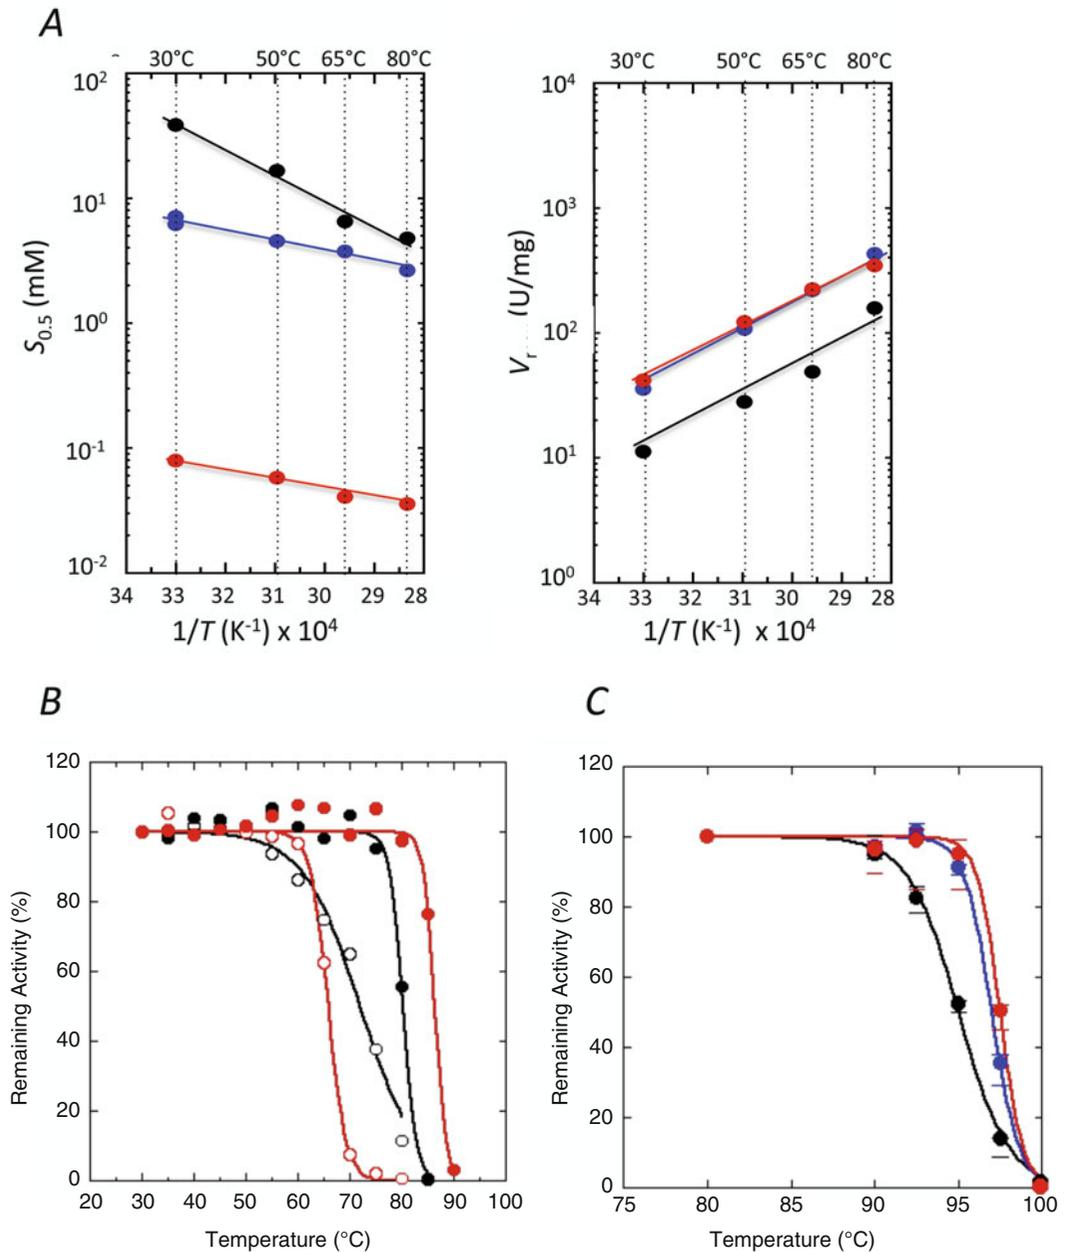 A
30°C 50°C 65°C 80°C
10²
10¹
10⁰
10⁻¹
10⁻²
S0.5 (mM)
34 33 32 31 30 29 28
1/T (K⁻¹) x 10⁴
30°C 50°C 65°C 80°C
10⁴
10³
10²
10¹
10⁰
(U/mg)
34 33 32 31 30 29 28
1/T (K⁻¹) x 10⁴
B
120
100
80
60
40
20
0
Remaining Activity (%)
20 30 40 50 60 70 80 90 100
Temperature (°C)
C
120
100
80
60
40
20
0
Remaining Activity (%)
75 80 85 90 95 100
Temperature (°C)